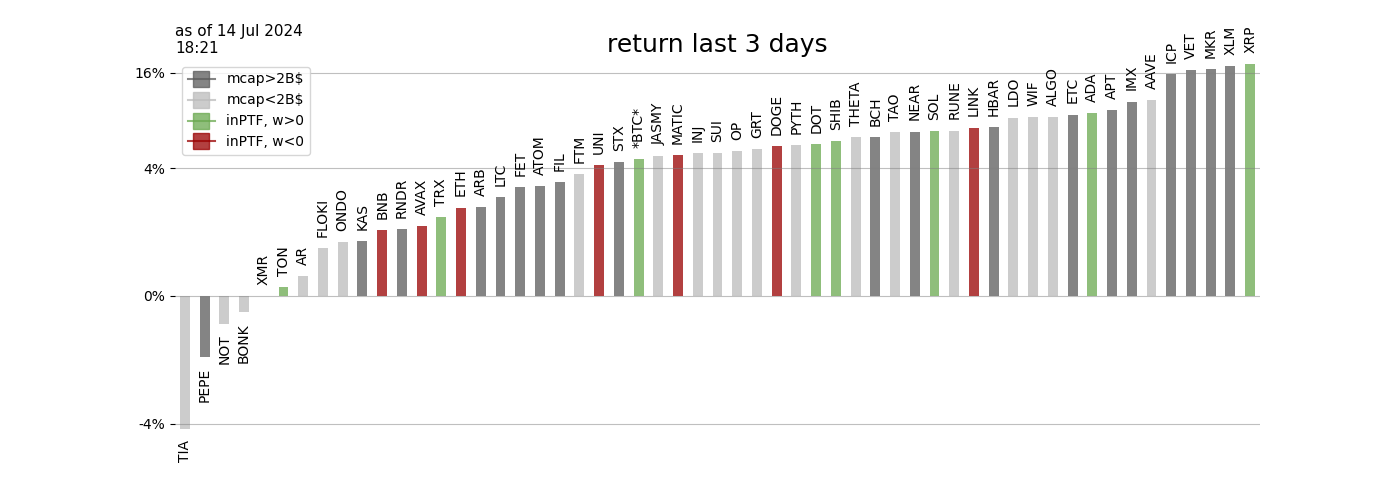 as of 14 Jul 2024
18:21
return last 3 days
mcap>2B$
mcap<2B$
inPTF, w>0
inPTF, w<0
16%
4%
0%
-4%
TIA
PEPE
NOT
BONK
XMR
TON
AR
FLOKI
ONDO
KAS
BNB
RNDR
AVAX
TRX
ETH
ARB
LTC
FET
ATOM
FIL
FTM
UNI
STX
*BTC*
JASMY
MATIC
INJ
SUI
OP
GRT
DOGE
PYTH
DOT
SHIB
THETA
BCH
TAO
NEAR
SOL
RUNE
LINK
HBAR
LDO
WIF
ALGO
ETC
ADA
APT
IMX
AAVE
ICP
VET
MKR
XLM
XRP